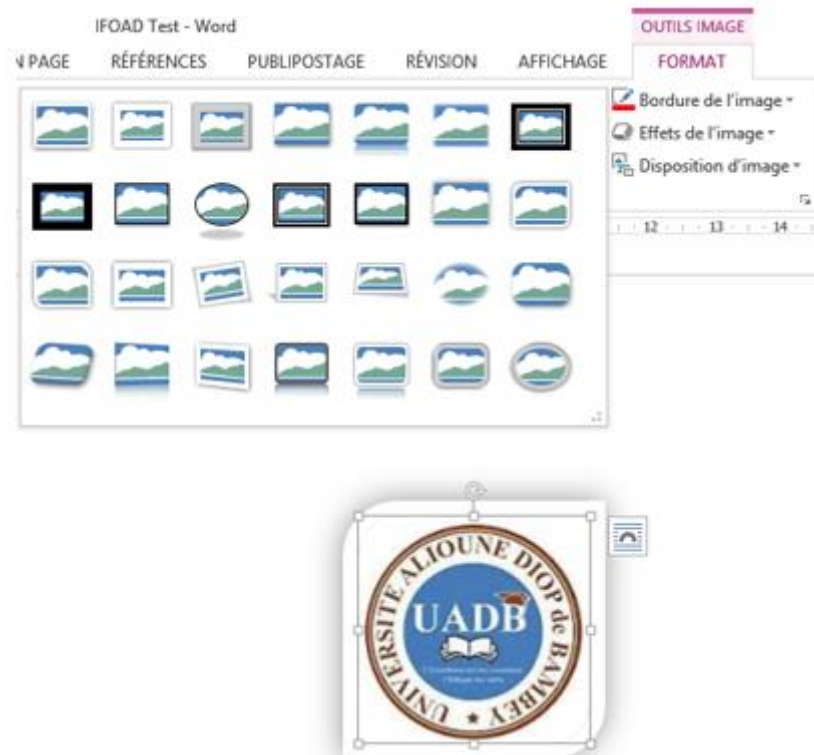 IFOAD Test - Word
OUTILS IMAGE
N PAGE RÉFÉRENCES PUBLIPOSTAGE RÉVISION AFFICHAGE FORMAT
Bordure de l'image
Effets de l'image
Disposition d'image
12 13 14
UNIVERSITE ALIOUNE DIOP de BAMBEY
UADB